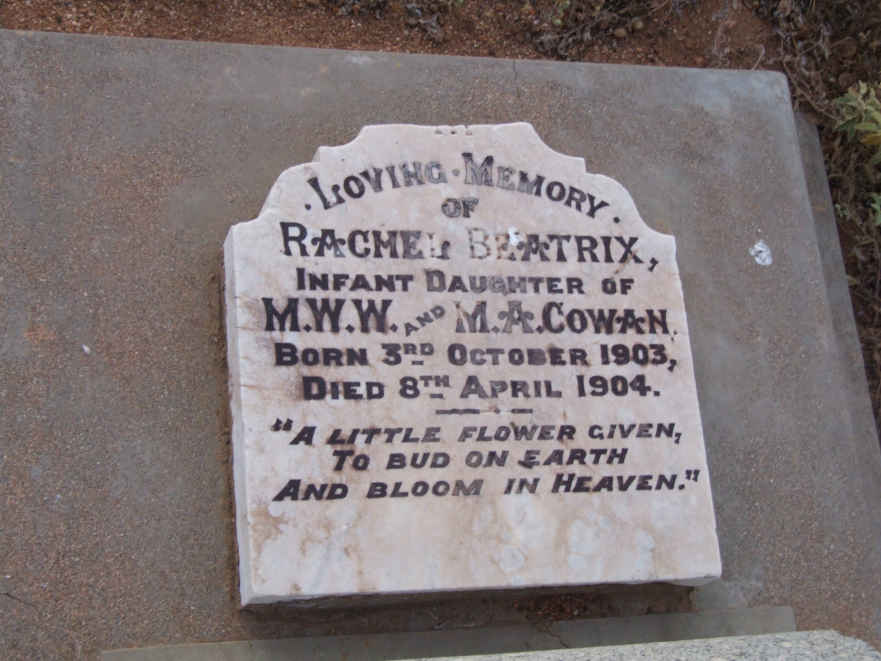 · LOVING · MEMORY ·
OF
RACHEL BEATRIX,
INFANT DAUGHTER OF
M.W.W. AND M.A. COWAN.
BORN 3RD OCTOBER 1903,
DIED 8TH APRIL 1904.
"A LITTLE FLOWER GIVEN,
TO BUD ON EARTH
AND BLOOM IN HEAVEN."